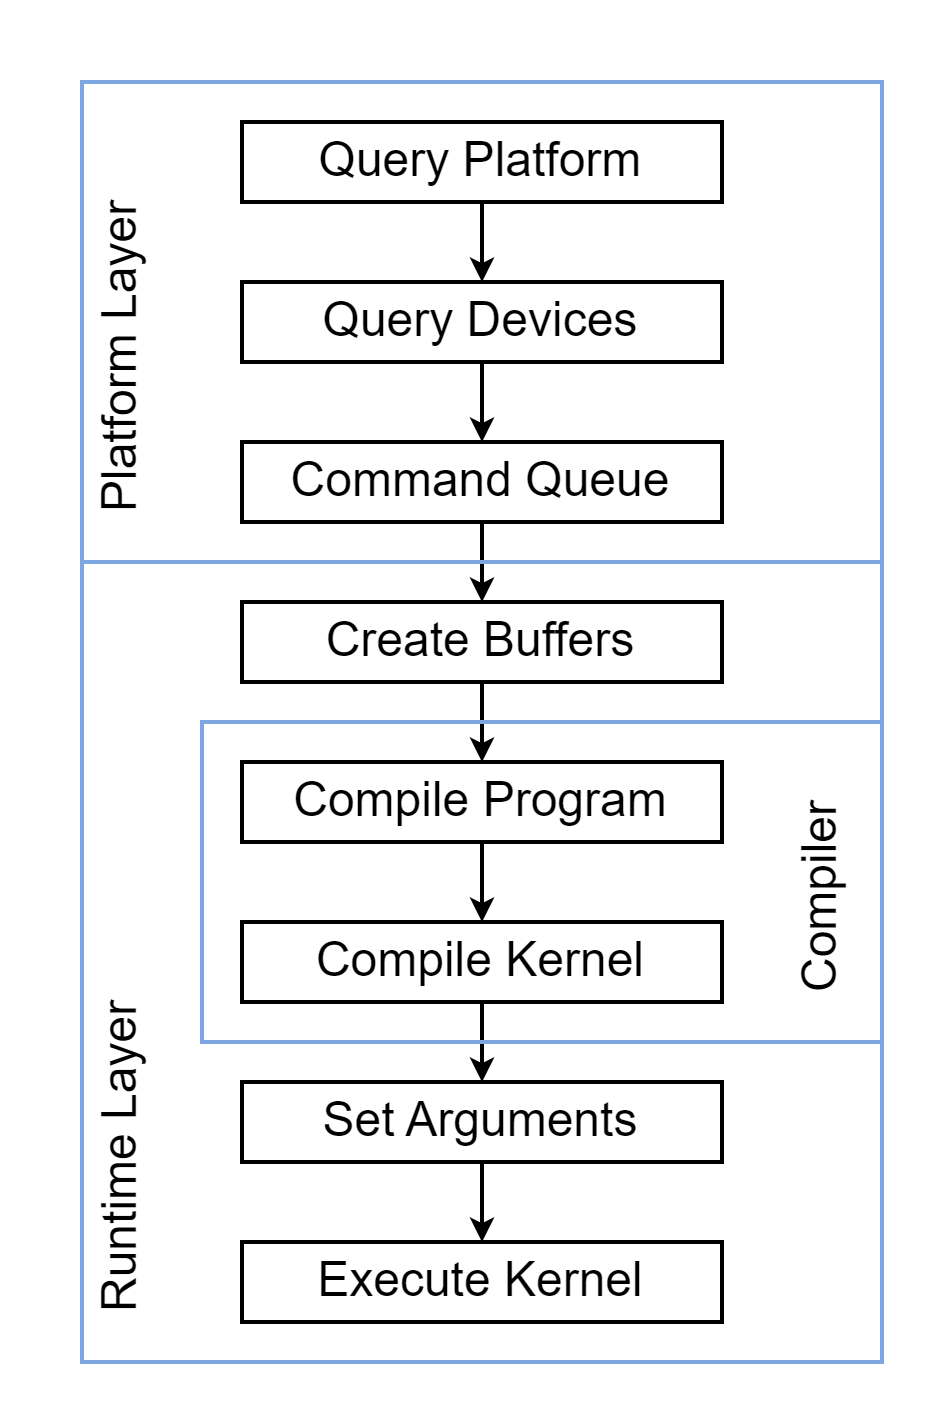 Platform Layer
Query Platform
Query Devices
Command Queue
Runtime Layer
Create Buffers
Compiler
Compile Program
Compile Kernel
Set Arguments
Execute Kernel